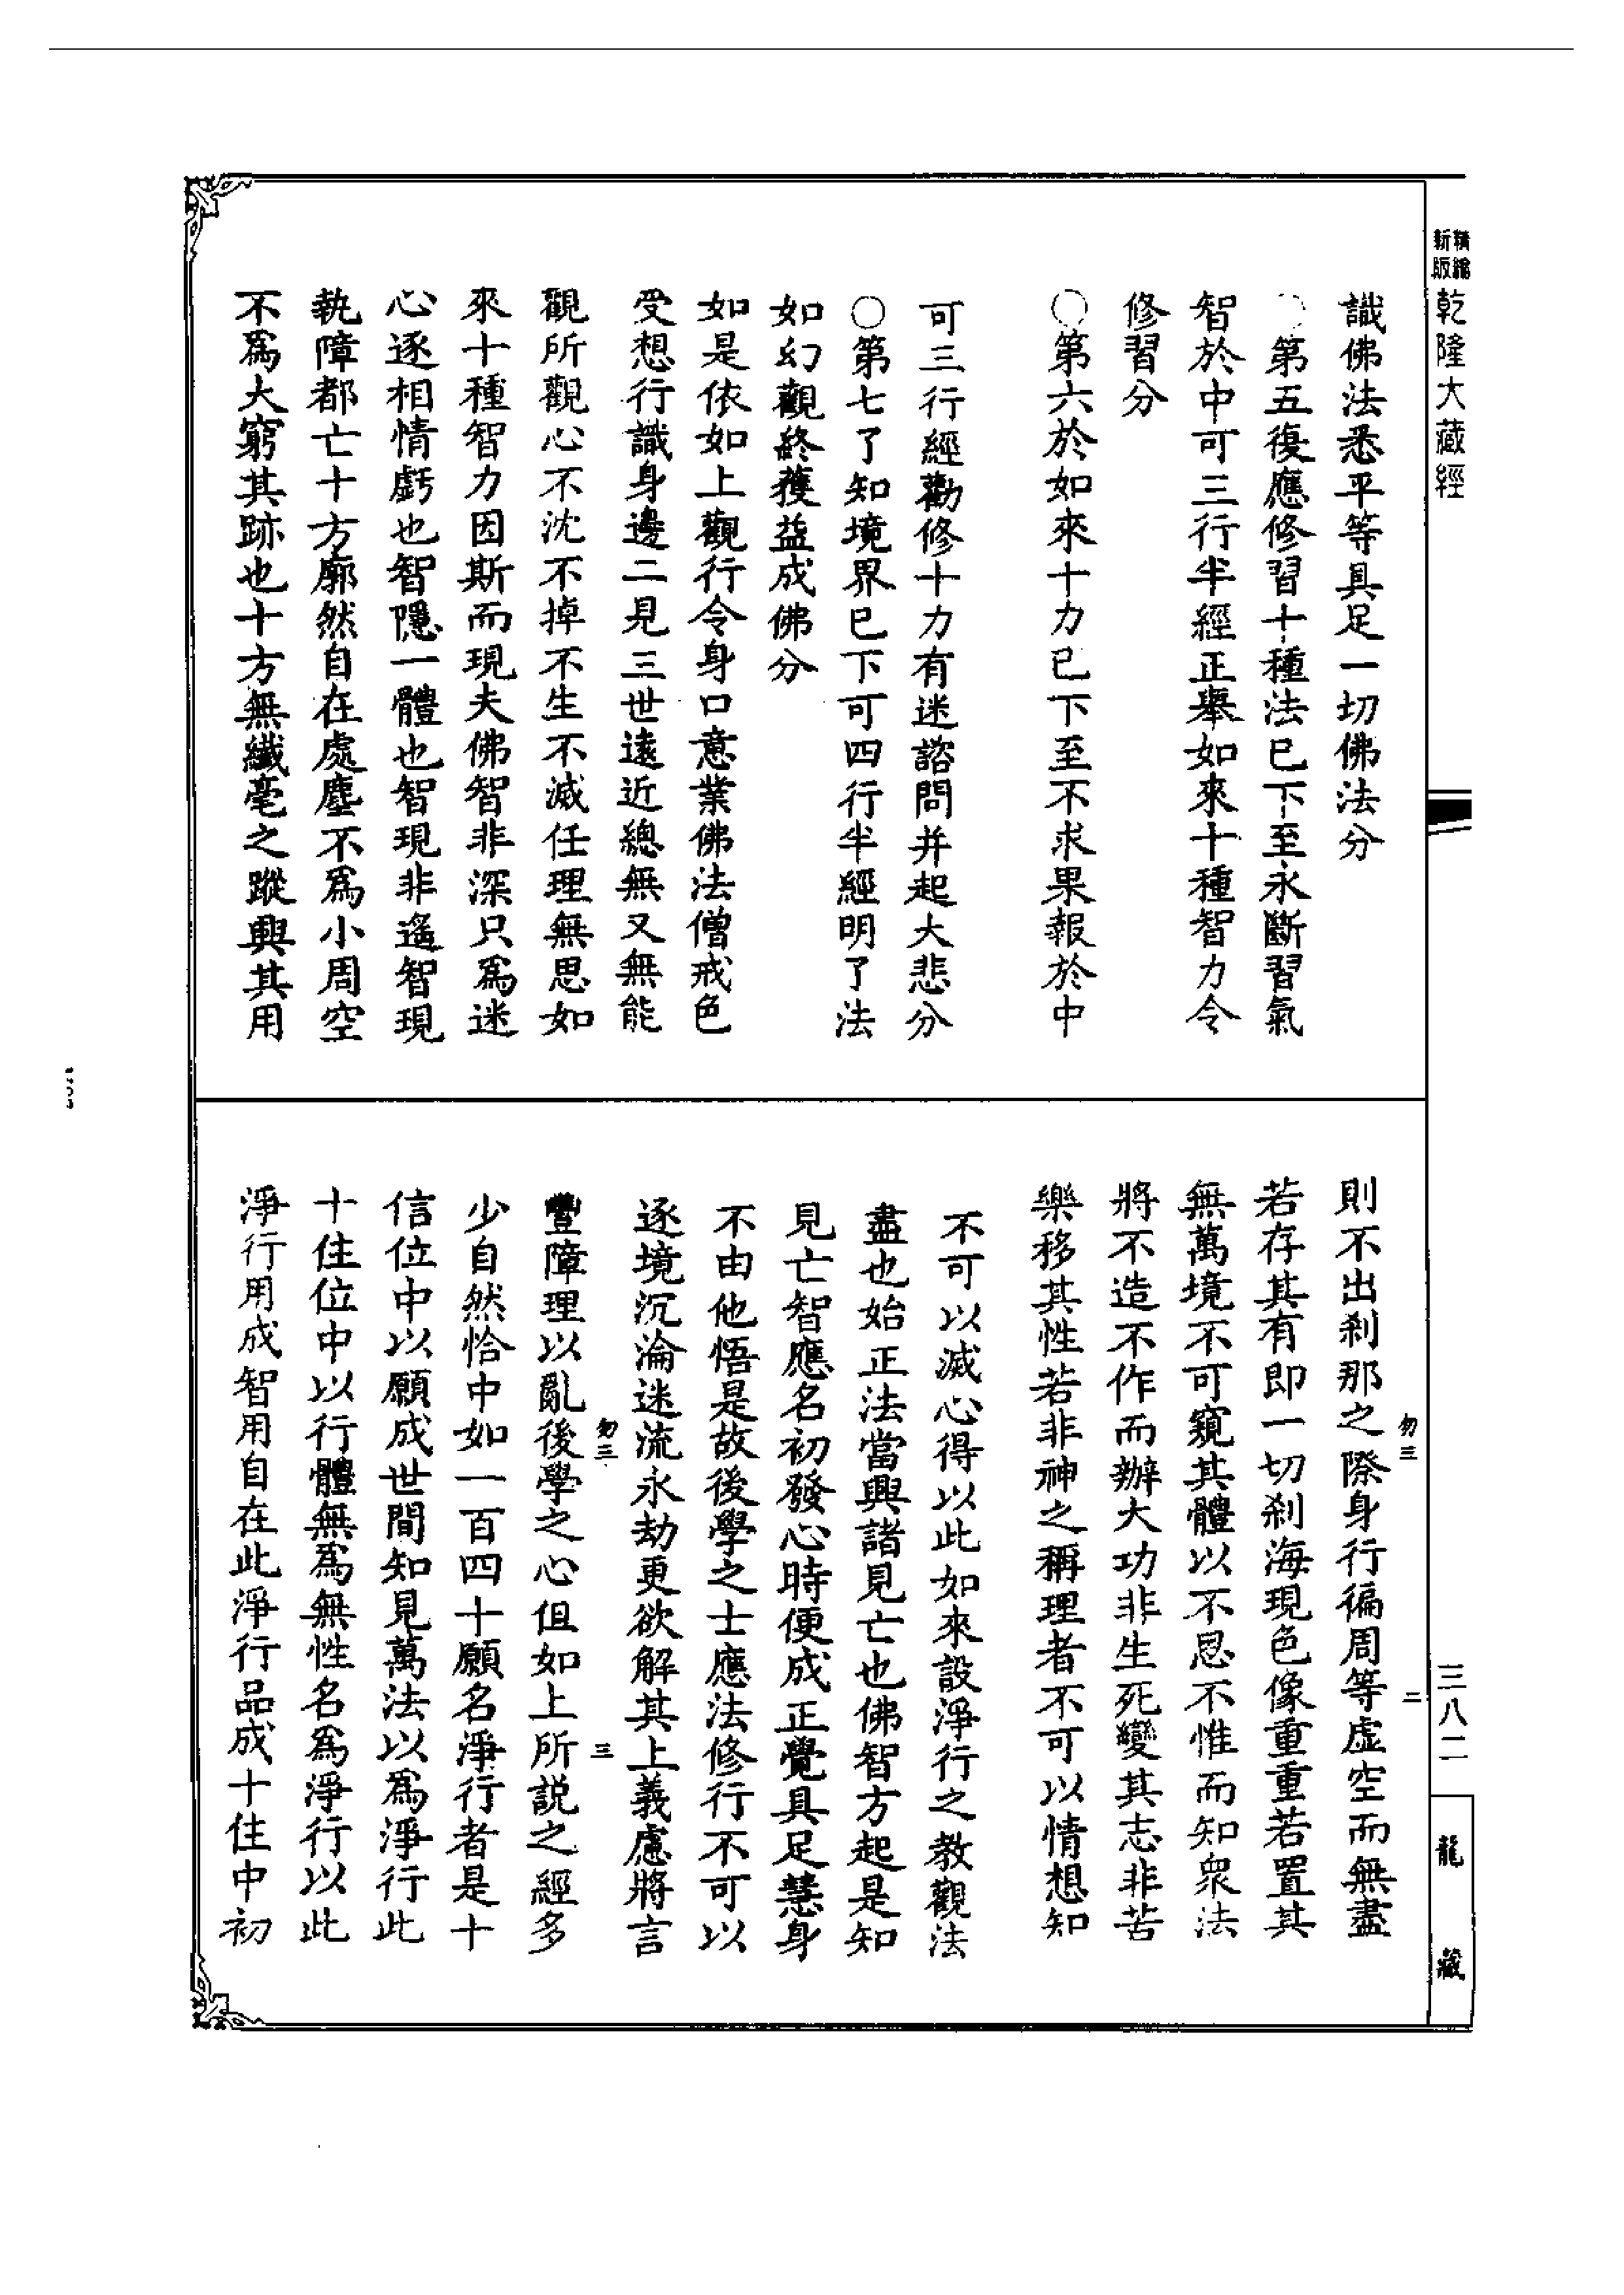 新版
精縮
乾隆大藏經
識佛法悉平等具足一切佛法分
〇第五復應修習十種法已下至永斷習氣
智於中可三行半經正舉如來十種智力令
修習分
〇第六於如來十力已下至不求果報於中
可三行經勸修十力有迷諮問并起大悲分
〇第七了知境界已下可四行半經明了法
如幻觀終獲益成佛分
如是依如上觀行令身口意業佛法僧戒色
受想行識身邊二見三世遠近總無又無能
觀所觀心不沈不掉不生不滅任理無思如
來十種智力因斯而現夫佛智非深只為迷
心逐相情虧也智隱一體也智現非遙智現
執障都亡十方廓然自在處塵不為小周空
不為大窮其跡也十方無纖毫之蹤興其用
則不出剎那之際身行徧周等虛空而無盡
若存其有即一切剎海現色像重重若置其
無萬境不可窺其體以不思不惟而知眾法
將不造不作而辦大功非生死變其志非苦
樂移其性若非神之稱理者不可以情想知
不可以滅心得以此如來設淨行之教觀法
盡也始正法當興諸見亡也佛智方起是知
見亡智應名初發心時便成正覺具足慧身
不由他悟是故後學之士應法修行不可以
逐境沉淪迷流永劫更欲解其上義慮將言
豐障理以亂後學之心但如上所說之經多
少自然恰中如一百四十願名淨行者是十
信位中以願成世間知見萬法以為淨行此
十住位中以行體無為無性名為淨行以此
淨行用成智用自在此淨行品成十住中初
勿三
二
勿三
三
三八二
龍藏